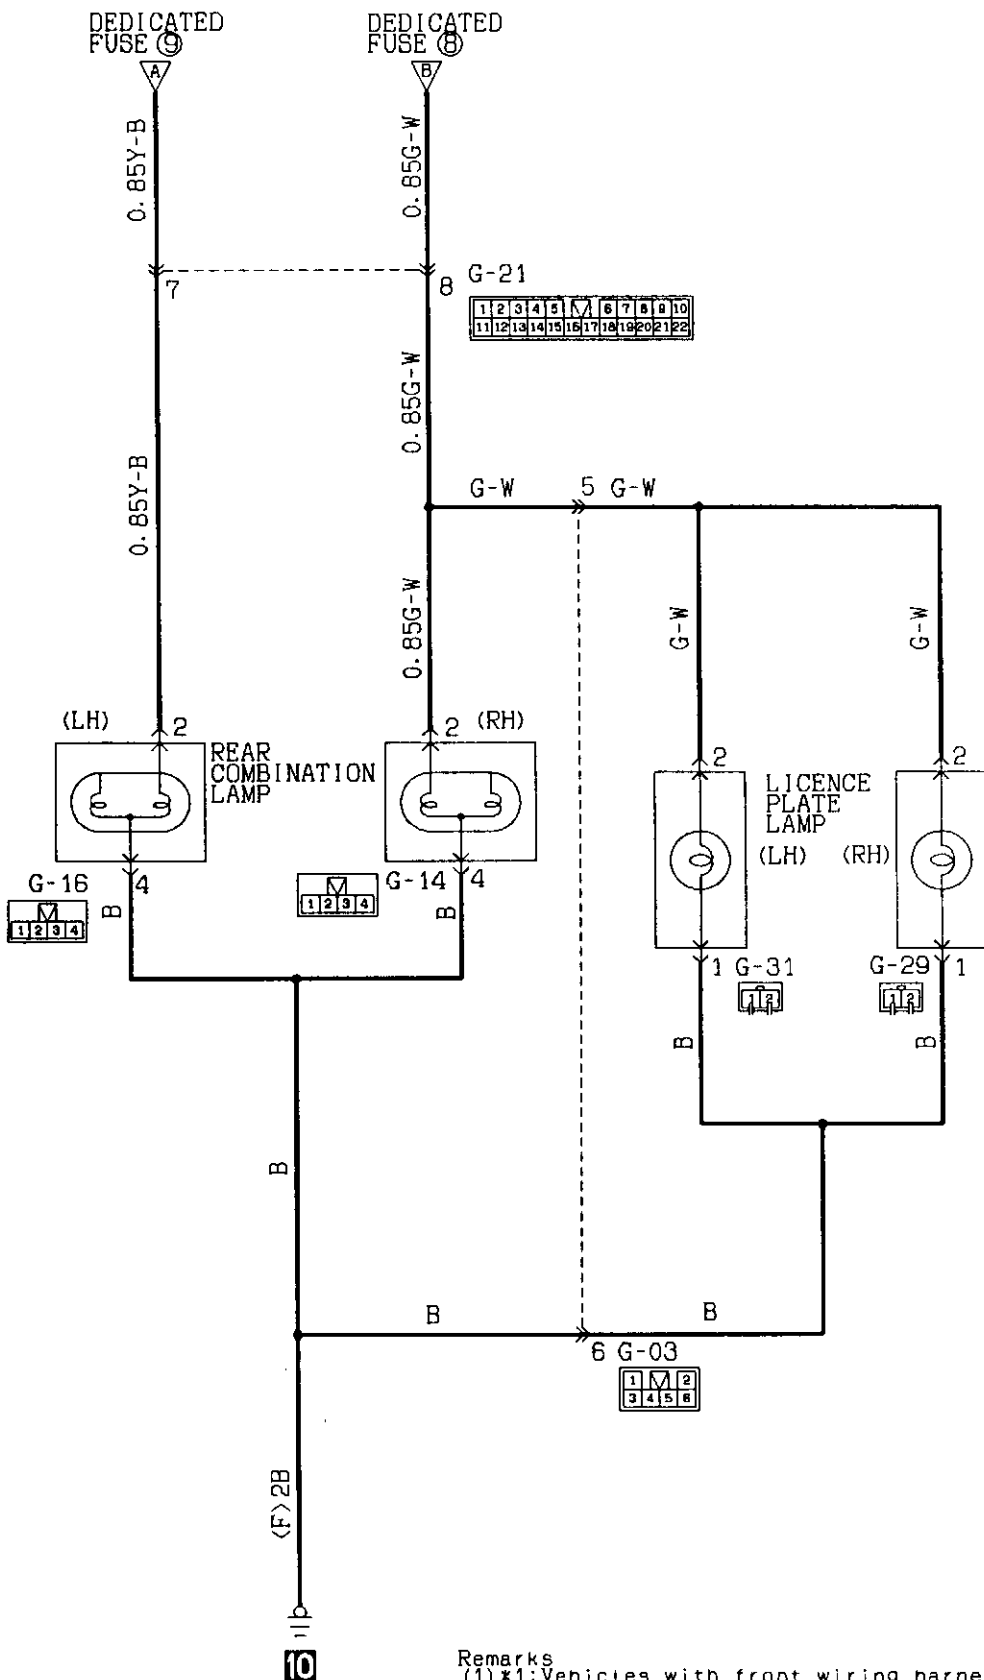 DEDICATED
FUSE ⑨
DEDICATED
FUSE ⑧
A
B
0.85Y-B
0.85G-W
7
8
G-21
1 2 3 4 5 6 7 8 9 10
11 12 13 14 15 16 17 18 19 20 21 22
0.85Y-B
0.85G-W
G-W
5
G-W
0.85G-W
G-W
G-W
(LH)
2
2
(RH)
REAR
COMBINATION
LAMP
2
LICENCE
PLATE
LAMP
2
(LH)
(RH)
G-16
4
G-14
4
1 2 3 4
1 2 3 4
B
B
1
G-31
G-29
1
1 2
1 2
B
B
B
B
B
6
G-03
1 2
3 4 5 6
(F)2B
10
Remarks
(1)*1:Vehicles with front wiring harne